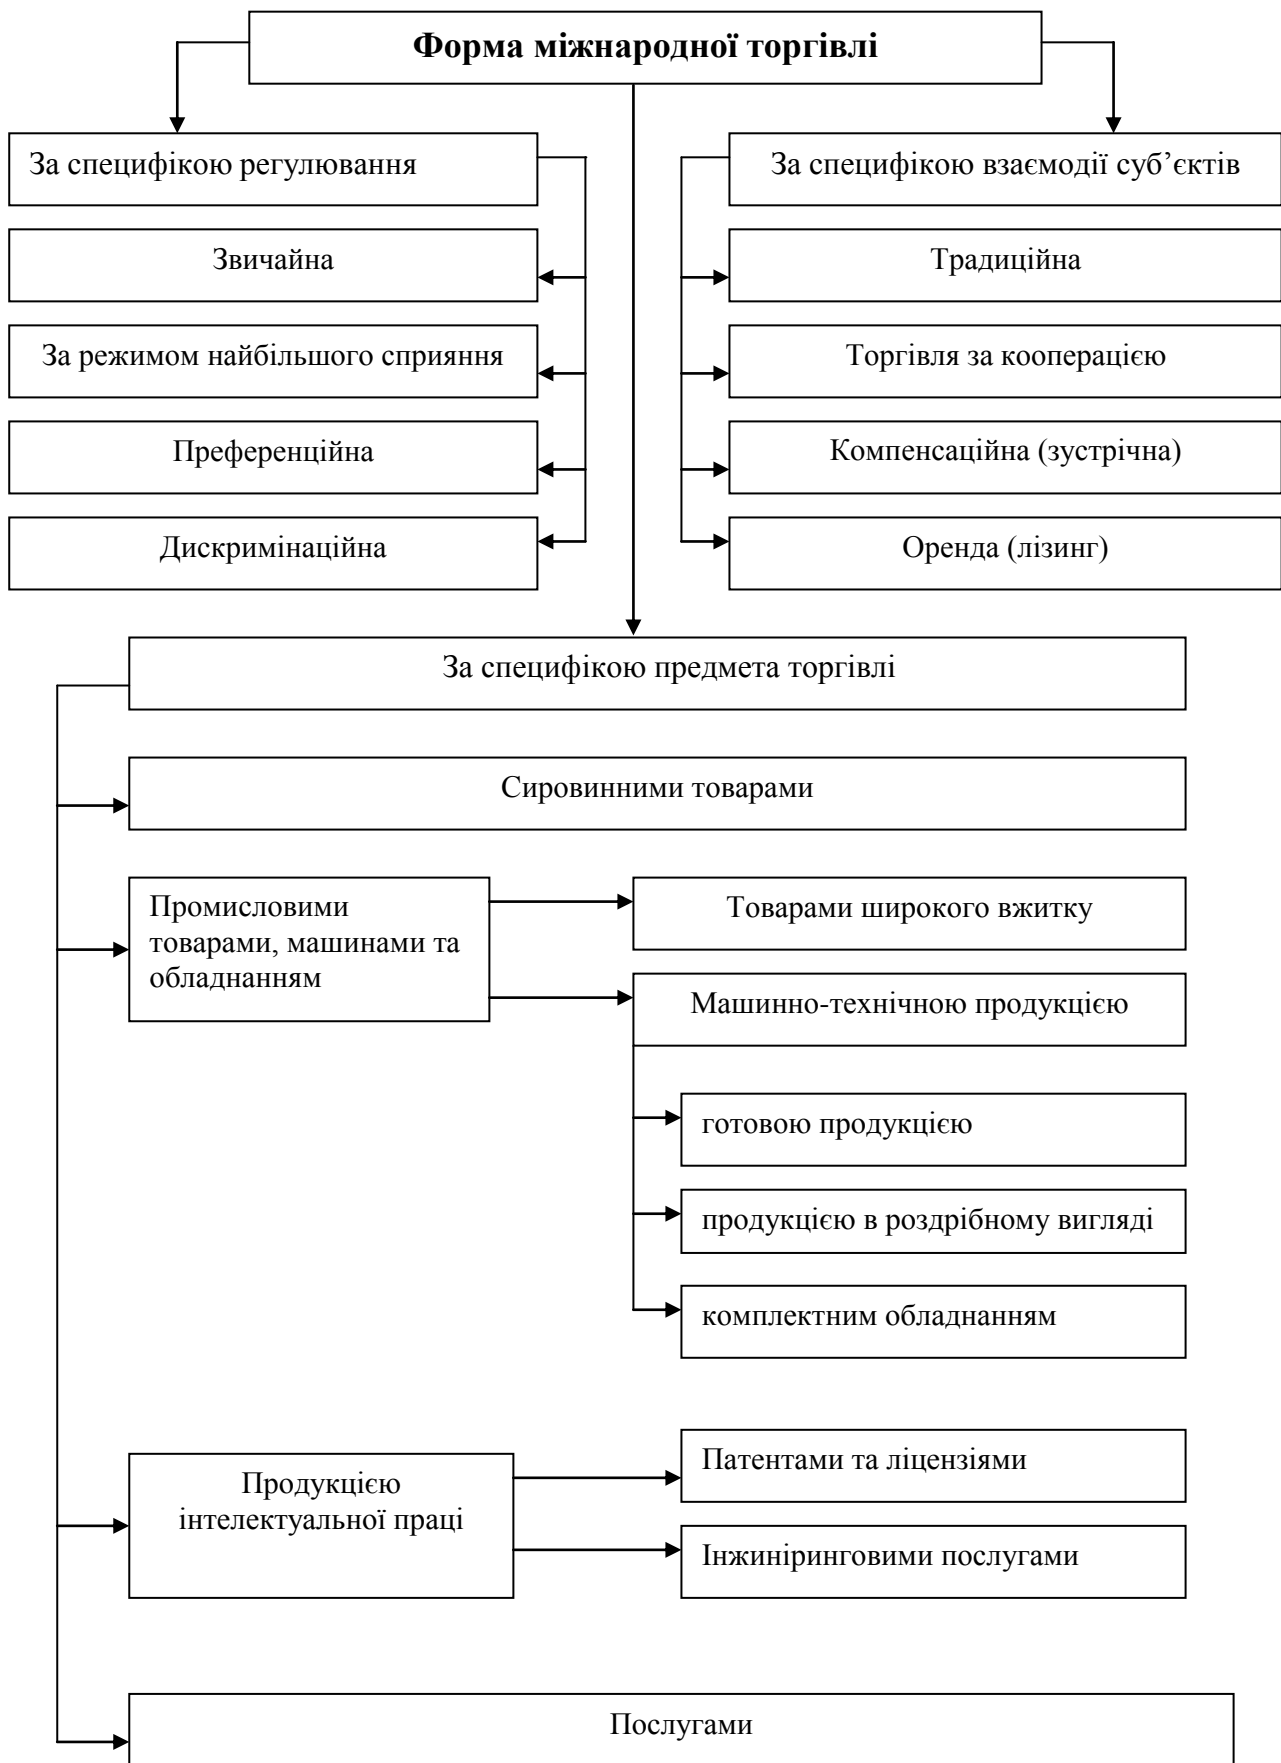 Форма міжнародної торгівлі
За специфікою регулювання
Звичайна
За режимом найбільшого сприяння
Преференційна
Дискримінаційна
За специфікою взаємодії суб’єктів
Традиційна
Торгівля за кооперацією
Компенсаційна (зустрічна)
Оренда (лізинг)
За специфікою предмета торгівлі
Сировинними товарами
Промисловими
товарами, машинами та
обладнанням
Товарами широкого вжитку
Машинно-технічною продукцією
готовою продукцією
продукцією в роздрібному вигляді
комплектним обладнанням
Продукцією
інтелектуальної праці
Патентами та ліцензіями
Інжиніринговими послугами
Послугами